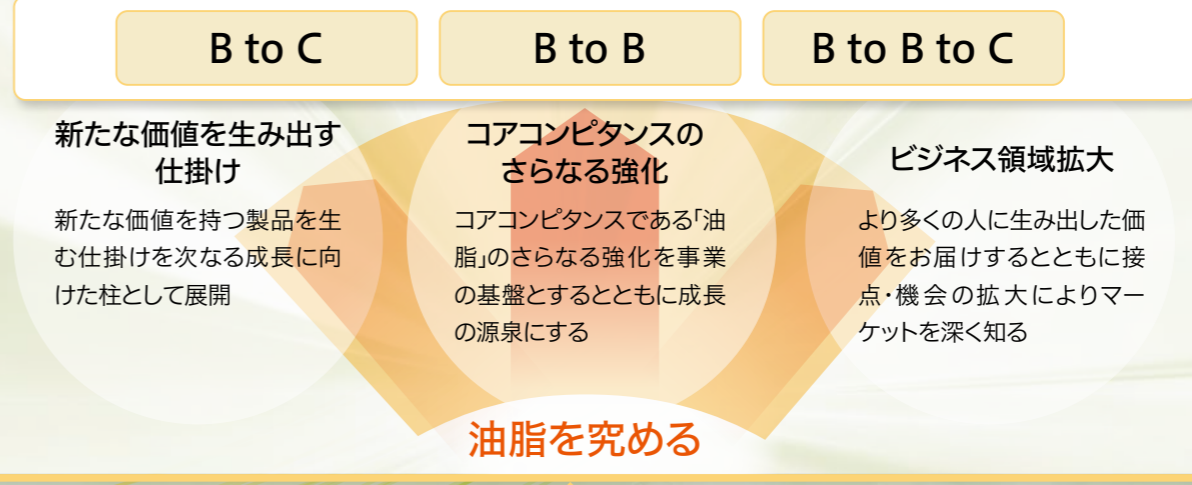 B to C
B to B
B to B to C
新たな価値を生み出す
仕掛け
新たな価値を持つ製品を生
む仕掛けを次なる成長に向
けた柱として展開
コアコンピタンスの
さらなる強化
コアコンピタンスである「油
脂」のさらなる強化を事業
の基盤とするとともに成長
の源泉にする
ビジネス領域拡大
より多くの人に生み出した価
値をお届けするとともに接
点・機会の拡大によりマー
ケットを深く知る
油脂を究める